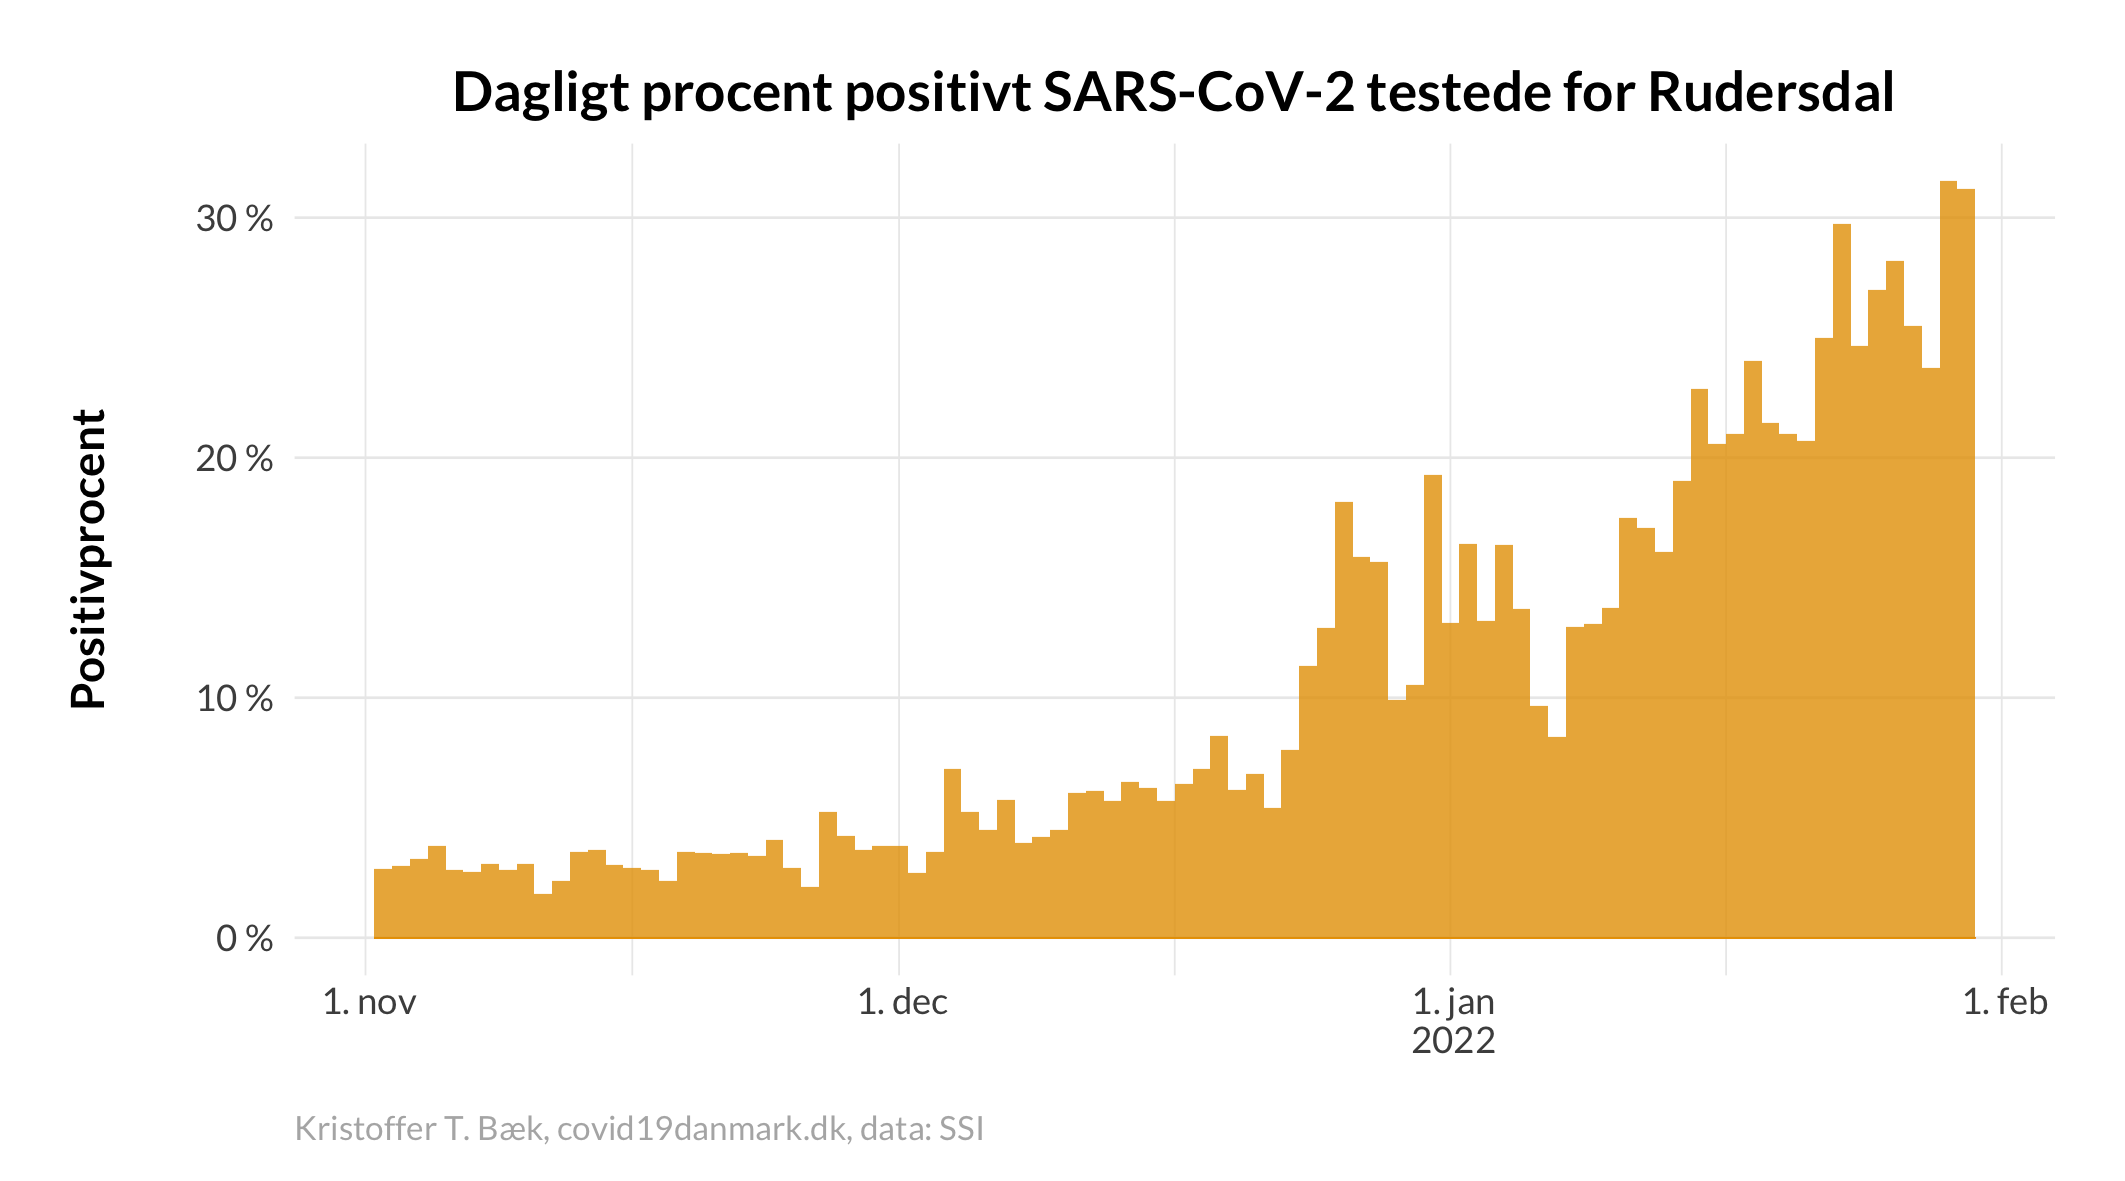 Dagligt procent positivt SARS-CoV-2 testede for Rudersdal
Positivprocent
30 %
20 %
10 %
0 %
1. nov
1. dec
1. jan
2022
1. feb
Kristoffer T. Bæk, covid19danmark.dk, data: SSI